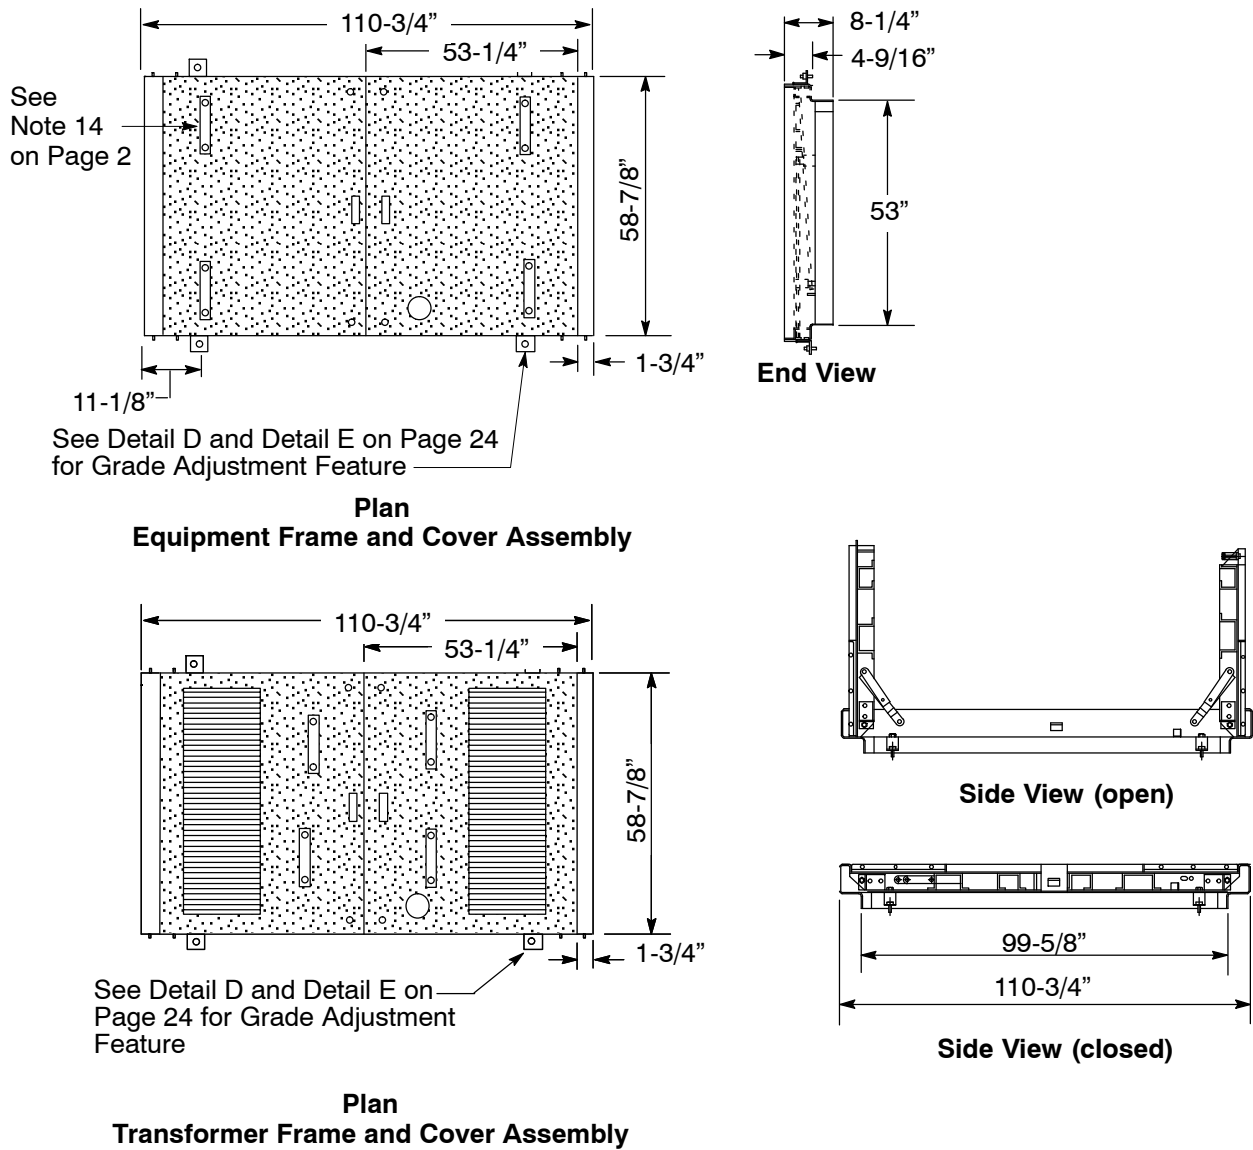 110-3/4”
53-1/4”
See
Note 14
on Page 2
58-7/8”
1-3/4”
11-1/8”
See Detail D and Detail E on Page 24
for Grade Adjustment Feature
Plan
Equipment Frame and Cover Assembly
8-1/4”
4-9/16”
53”
End View
110-3/4”
53-1/4”
58-7/8”
1-3/4”
See Detail D and Detail E on
Page 24 for Grade Adjustment
Feature
Plan
Transformer Frame and Cover Assembly
Side View (open)
99-5/8”
110-3/4”
Side View (closed)